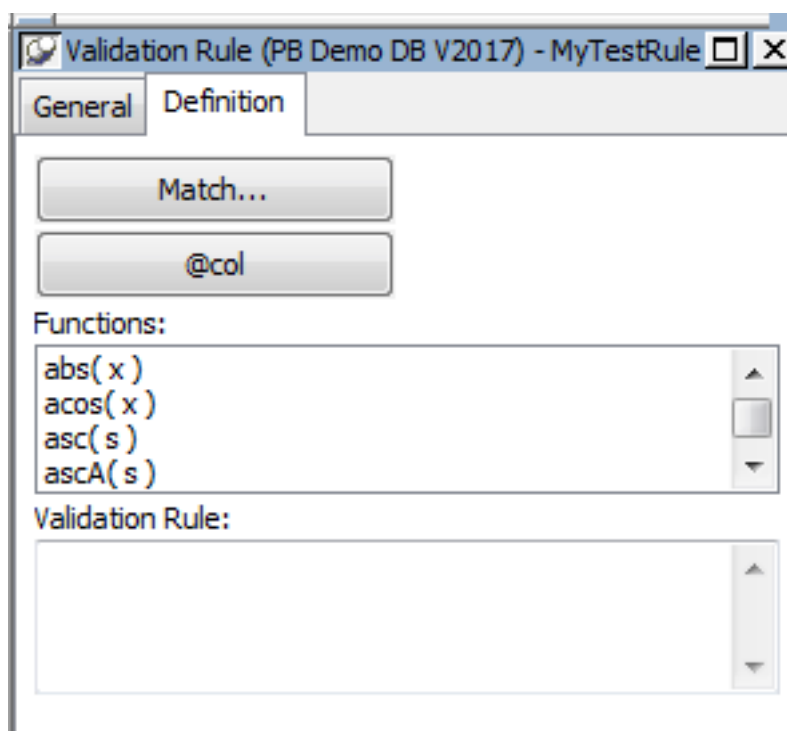 Validation Rule (PB Demo DB V2017) - MyTestRule
General Definition
Match...
@col
Functions:
abs( x )
acos( x )
asc( s )
ascA( s )
Validation Rule: